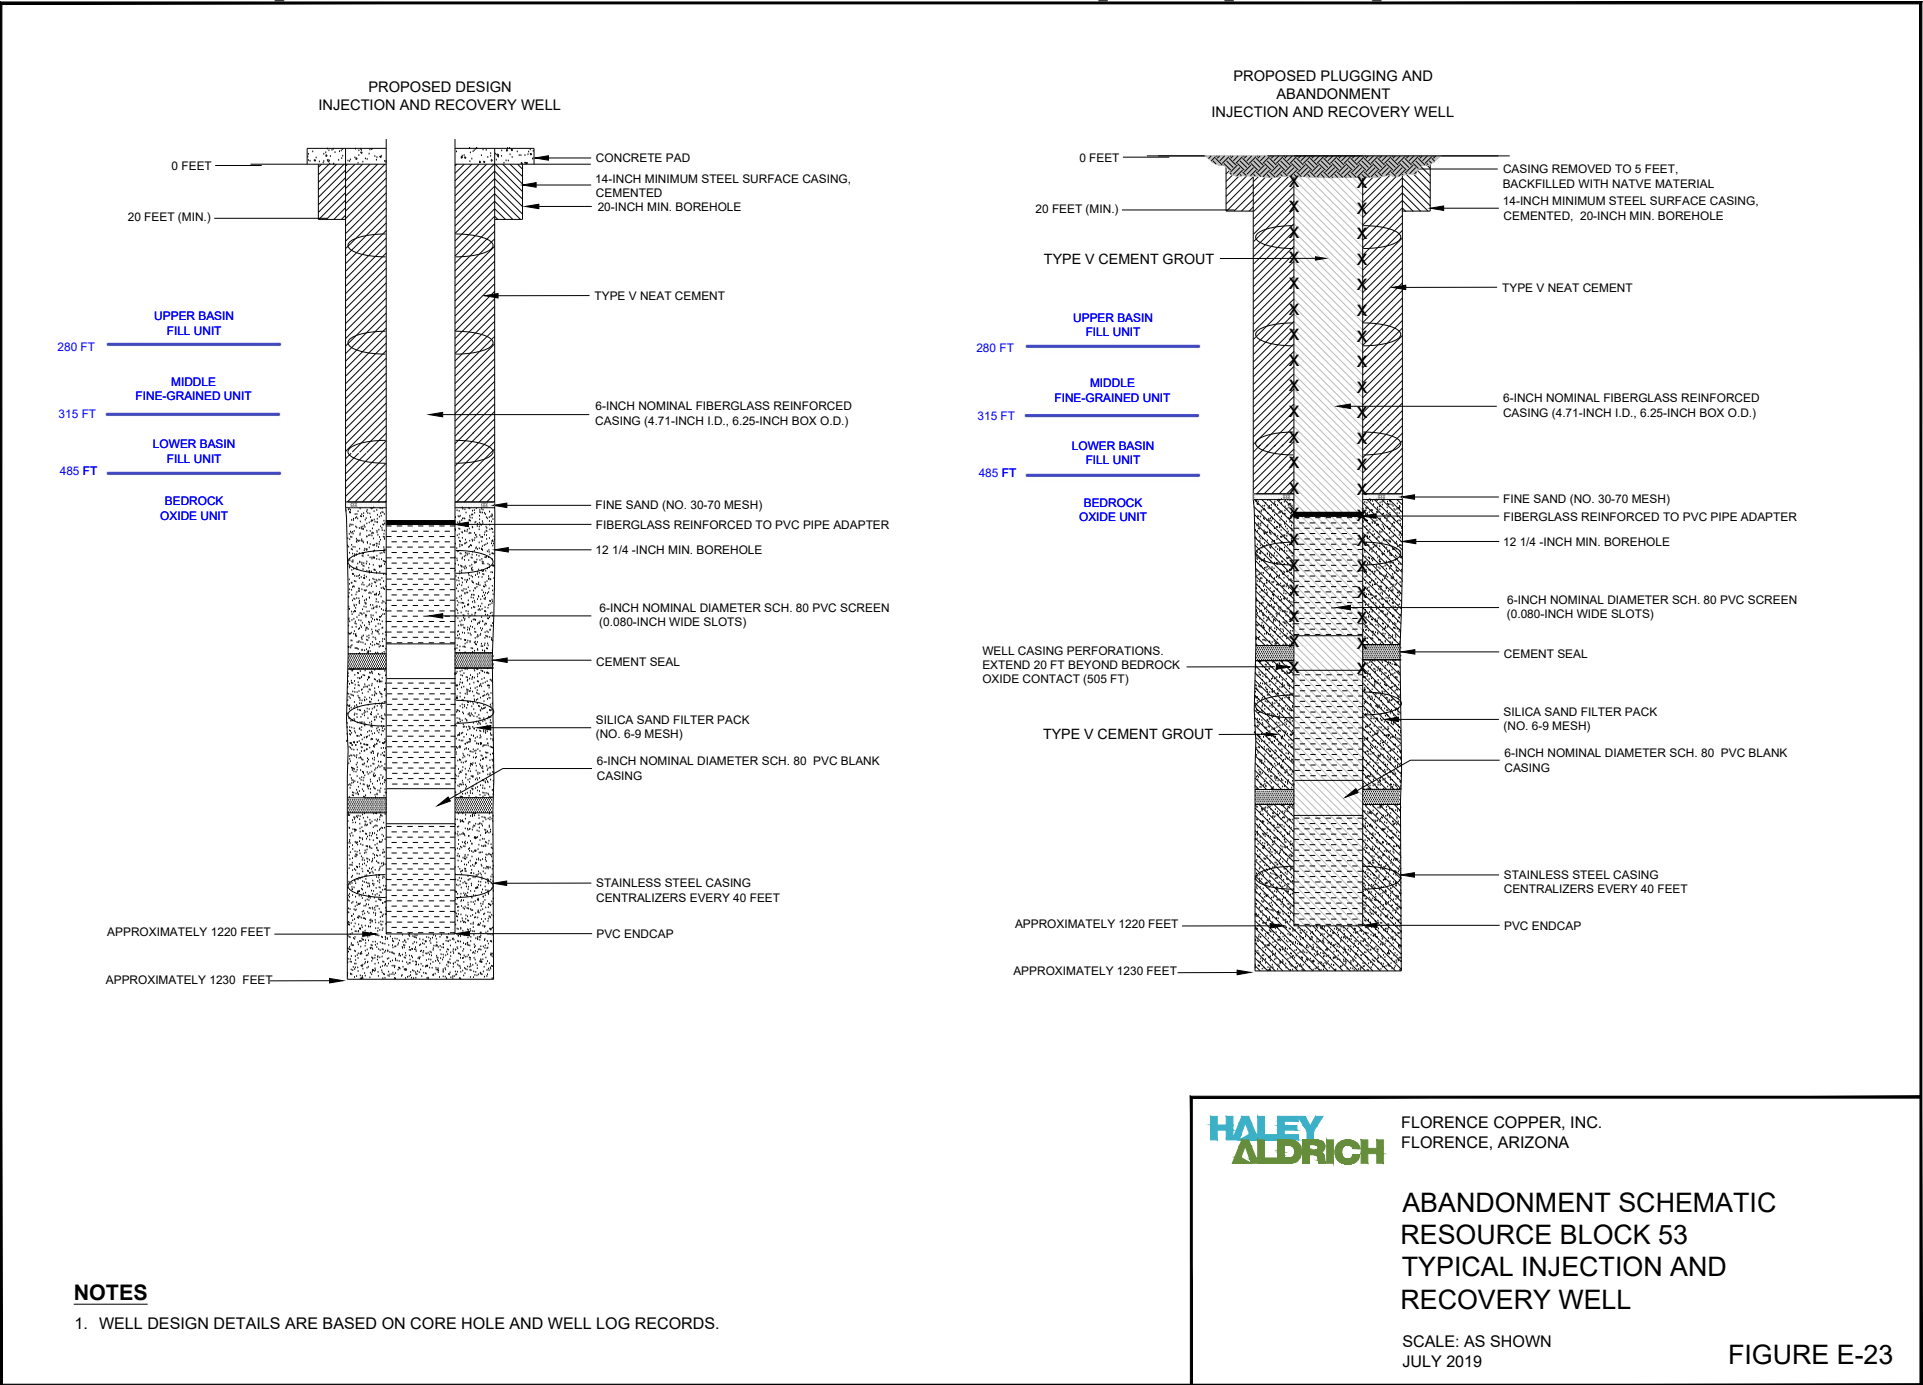 PROPOSED DESIGN
INJECTION AND RECOVERY WELL
0 FEET
20 FEET (MIN.)
CONCRETE PAD
14-INCH MINIMUM STEEL SURFACE CASING,
CEMENTED
20-INCH MIN. BOREHOLE
TYPE V NEAT CEMENT
UPPER BASIN
FILL UNIT
280 FT
MIDDLE
FINE-GRAINED UNIT
315 FT
LOWER BASIN
FILL UNIT
485 FT
BEDROCK
OXIDE UNIT
6-INCH NOMINAL FIBERGLASS REINFORCED
CASING (4.71-INCH I.D., 6.25-INCH BOX O.D.)
FINE SAND (NO. 30-70 MESH)
FIBERGLASS REINFORCED TO PVC PIPE ADAPTER
12 1/4 -INCH MIN. BOREHOLE
6-INCH NOMINAL DIAMETER SCH. 80 PVC SCREEN
(0.080-INCH WIDE SLOTS)
CEMENT SEAL
SILICA SAND FILTER PACK
(NO. 6-9 MESH)
6-INCH NOMINAL DIAMETER SCH. 80 PVC BLANK
CASING
STAINLESS STEEL CASING
CENTRALIZERS EVERY 40 FEET
APPROXIMATELY 1220 FEET
PVC ENDCAP
APPROXIMATELY 1230 FEET
PROPOSED PLUGGING AND
ABANDONMENT
INJECTION AND RECOVERY WELL
0 FEET
20 FEET (MIN.)
CASING REMOVED TO 5 FEET,
BACKFILLED WITH NATVE MATERIAL
14-INCH MINIMUM STEEL SURFACE CASING,
CEMENTED, 20-INCH MIN. BOREHOLE
TYPE V CEMENT GROUT
TYPE V NEAT CEMENT
UPPER BASIN
FILL UNIT
280 FT
MIDDLE
FINE-GRAINED UNIT
315 FT
LOWER BASIN
FILL UNIT
485 FT
BEDROCK
OXIDE UNIT
6-INCH NOMINAL FIBERGLASS REINFORCED
CASING (4.71-INCH I.D., 6.25-INCH BOX O.D.)
FINE SAND (NO. 30-70 MESH)
FIBERGLASS REINFORCED TO PVC PIPE ADAPTER
12 1/4 -INCH MIN. BOREHOLE
6-INCH NOMINAL DIAMETER SCH. 80 PVC SCREEN
(0.080-INCH WIDE SLOTS)
WELL CASING PERFORATIONS.
EXTEND 20 FT BEYOND BEDROCK
OXIDE CONTACT (505 FT)
CEMENT SEAL
TYPE V CEMENT GROUT
SILICA SAND FILTER PACK
(NO. 6-9 MESH)
6-INCH NOMINAL DIAMETER SCH. 80 PVC BLANK
CASING
STAINLESS STEEL CASING
CENTRALIZERS EVERY 40 FEET
APPROXIMATELY 1220 FEET
PVC ENDCAP
APPROXIMATELY 1230 FEET
NOTES
1. WELL DESIGN DETAILS ARE BASED ON CORE HOLE AND WELL LOG RECORDS.
HALEY
ALDRICH
FLORENCE COPPER, INC.
FLORENCE, ARIZONA
ABANDONMENT SCHEMATIC
RESOURCE BLOCK 53
TYPICAL INJECTION AND
RECOVERY WELL
SCALE: AS SHOWN
JULY 2019
FIGURE E-23